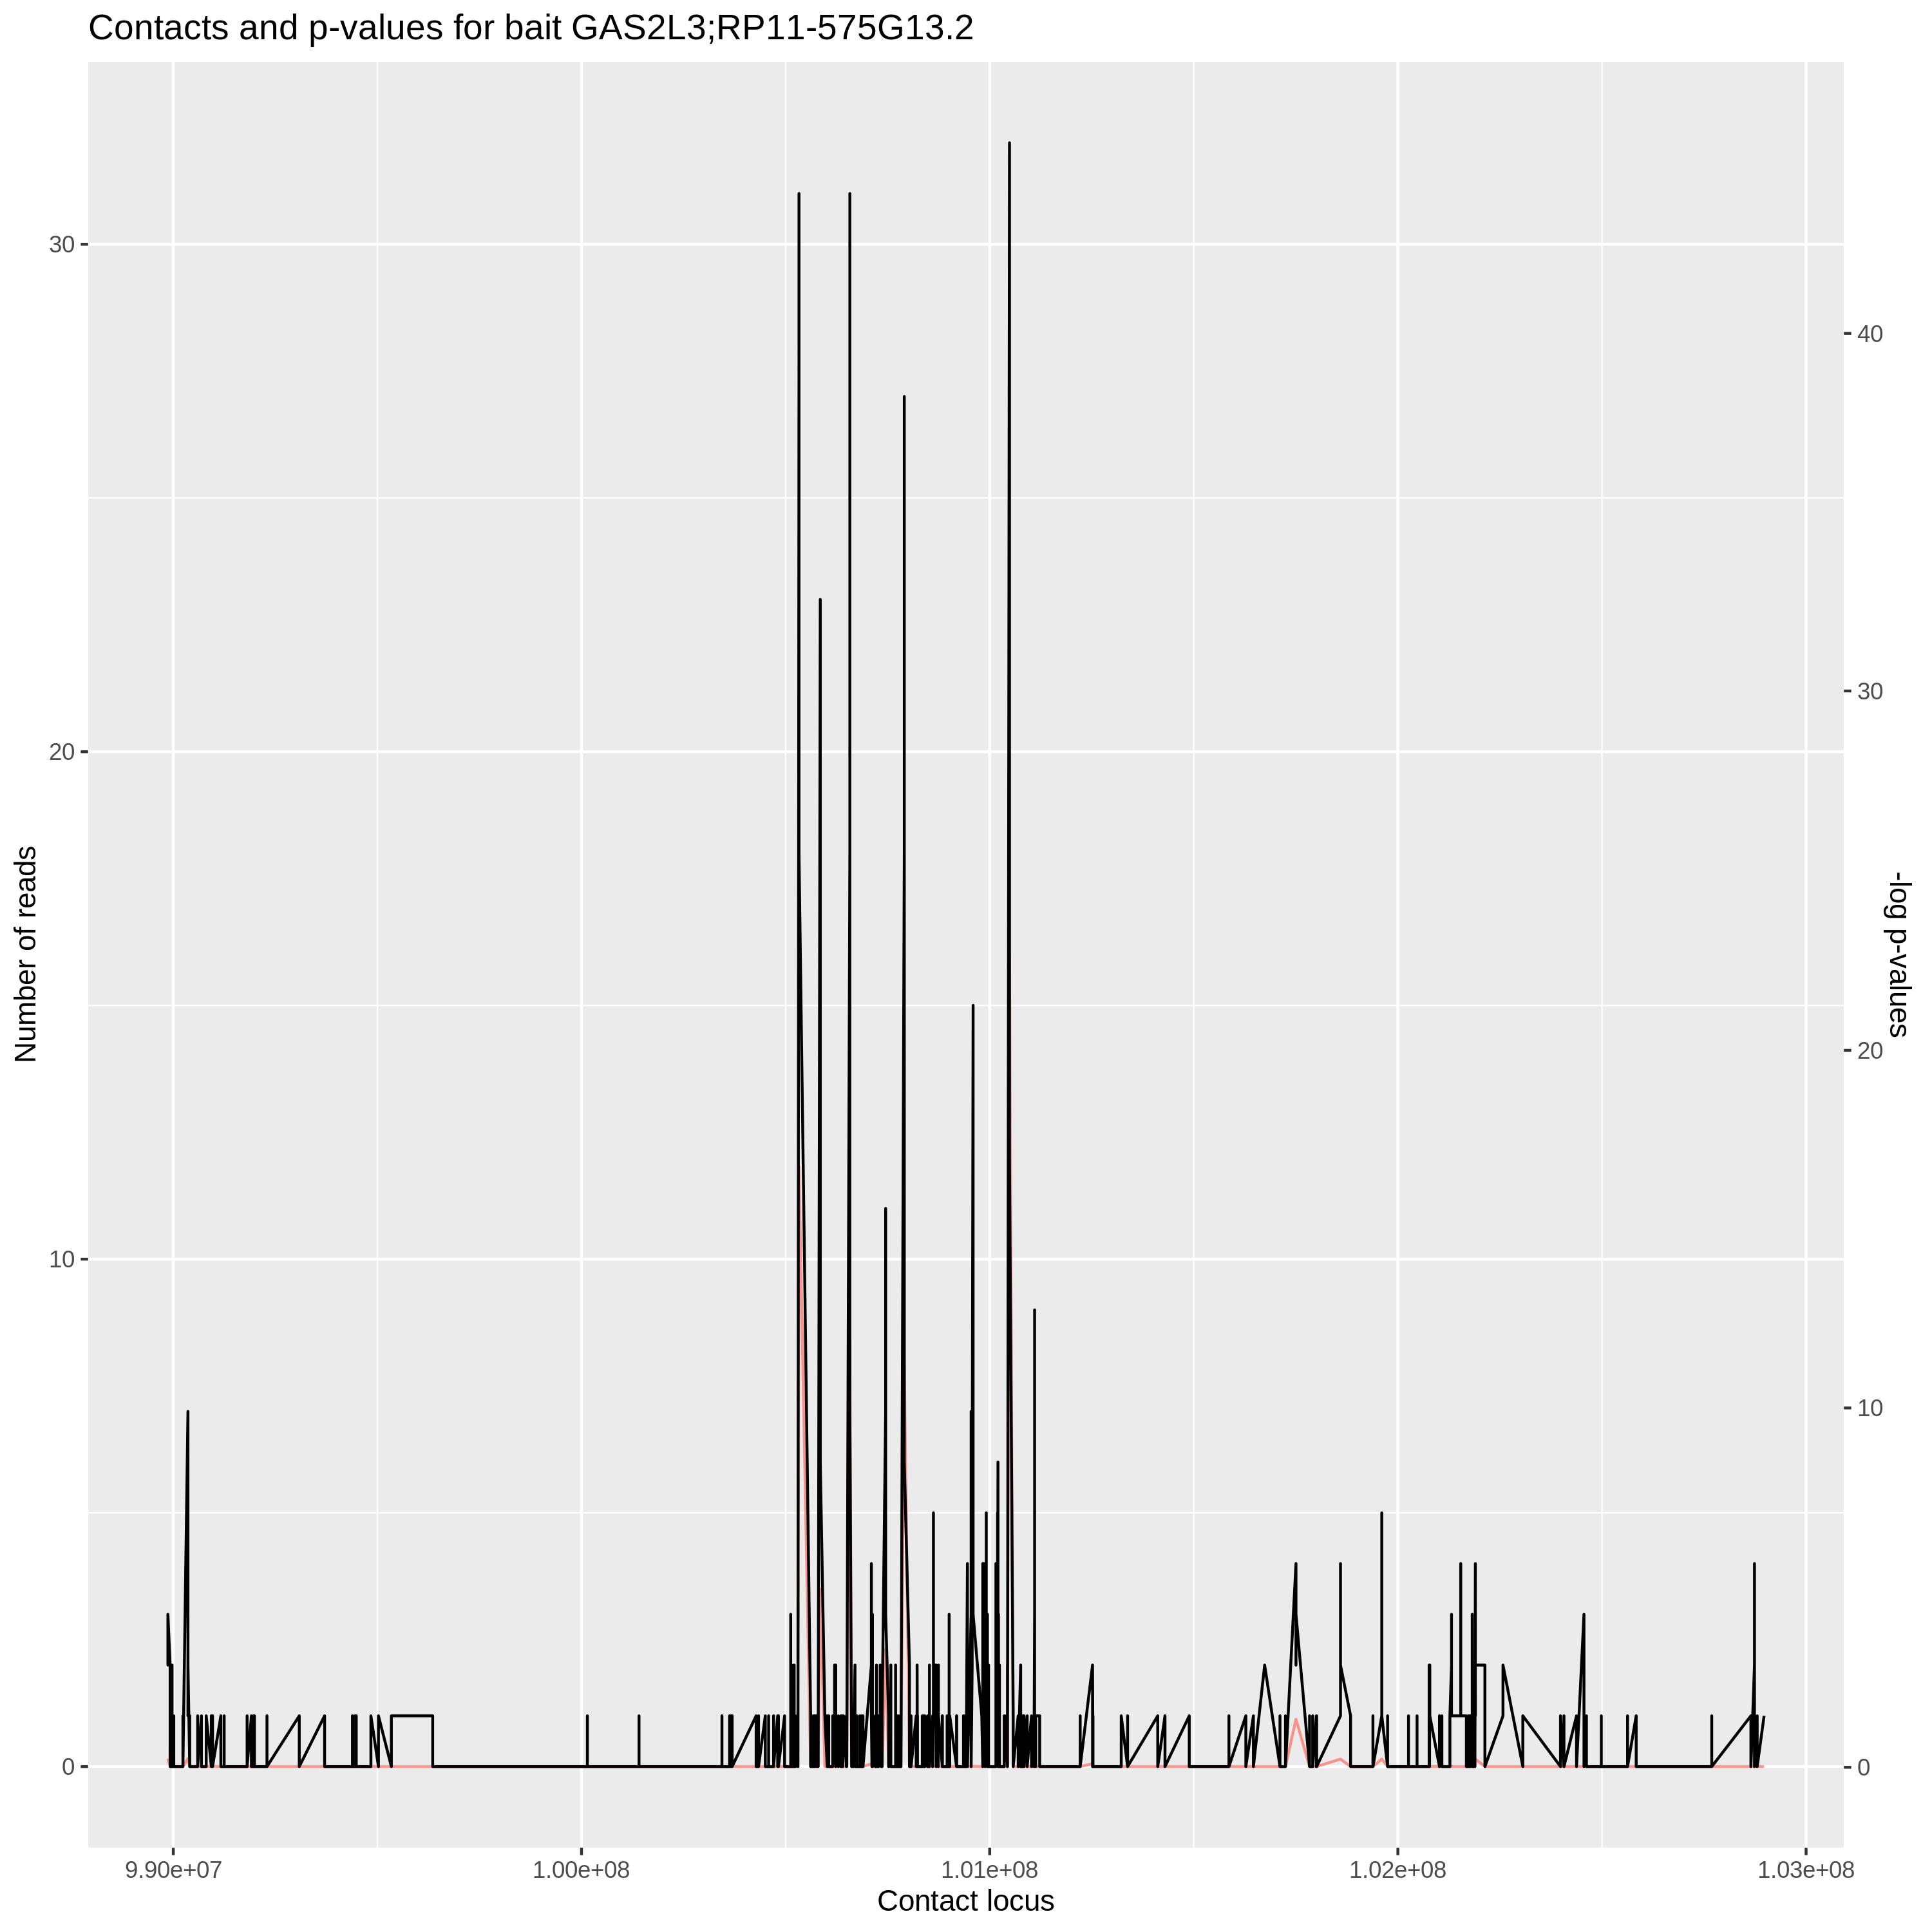 Contacts and p-values for bait GAS2L3;RP11-575G13.2
Number of reads
30
20
10
0
-log p-values
40
30
20
10
0
9.90e+07 1.00e+08 1.01e+08 1.02e+08 1.03e+08
Contact locus